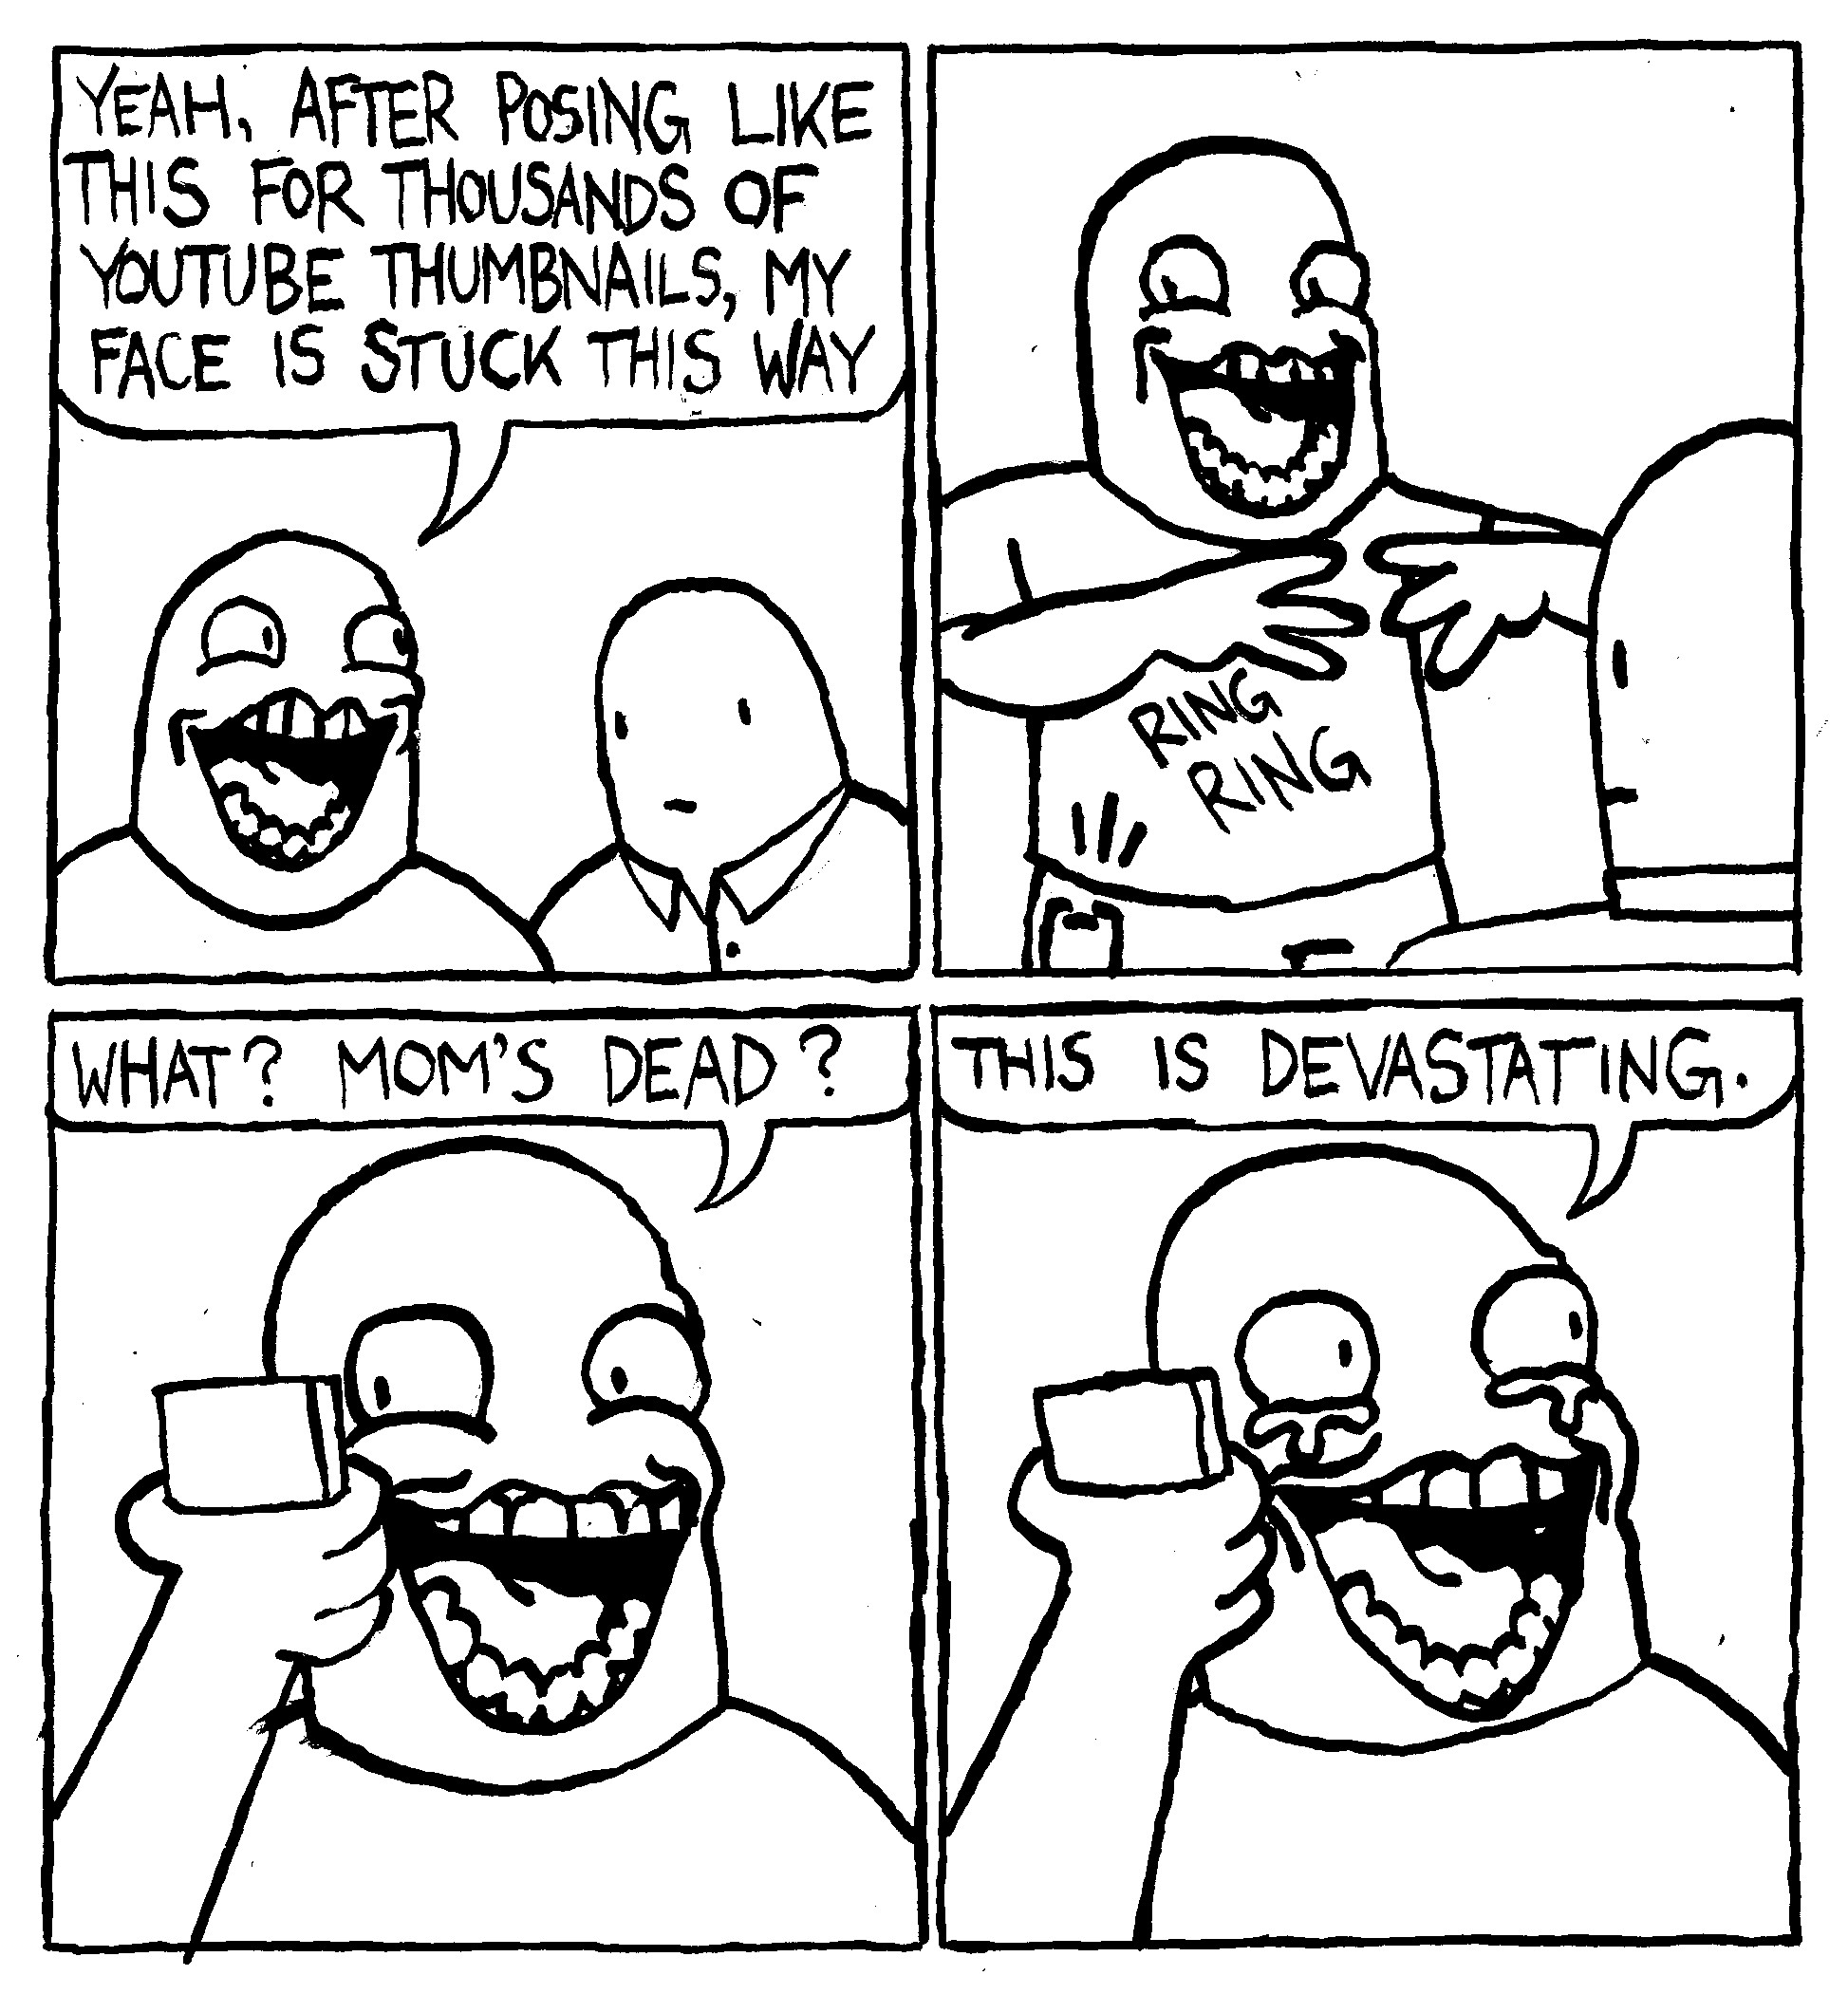 YEAH, AFTER POSING LIKE
THIS FOR THOUSANDS OF
YOUTUBE THUMBNAILS, MY
FACE IS STUCK THIS WAY
RING
RING
WHAT? MOM'S DEAD?
THIS IS DEVASTATING.